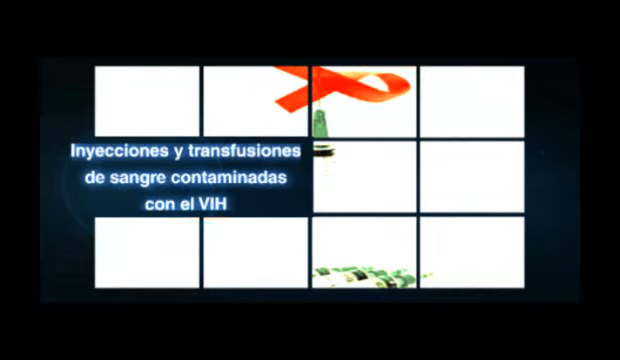 Inyecciones y transfusiones
de sangre contaminadas
con el VIH